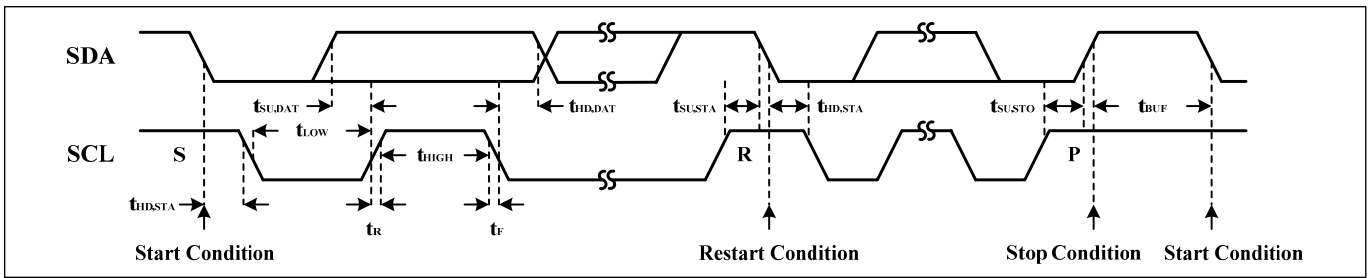 SDA
tSU,DAT tHD,DAT tSU,STA tHD,STA tSU,STO tBUF
tLOW
SCL S tHIGH R P
tHD,STA
tR tF
Start Condition Restart Condition Stop Condition Start Condition